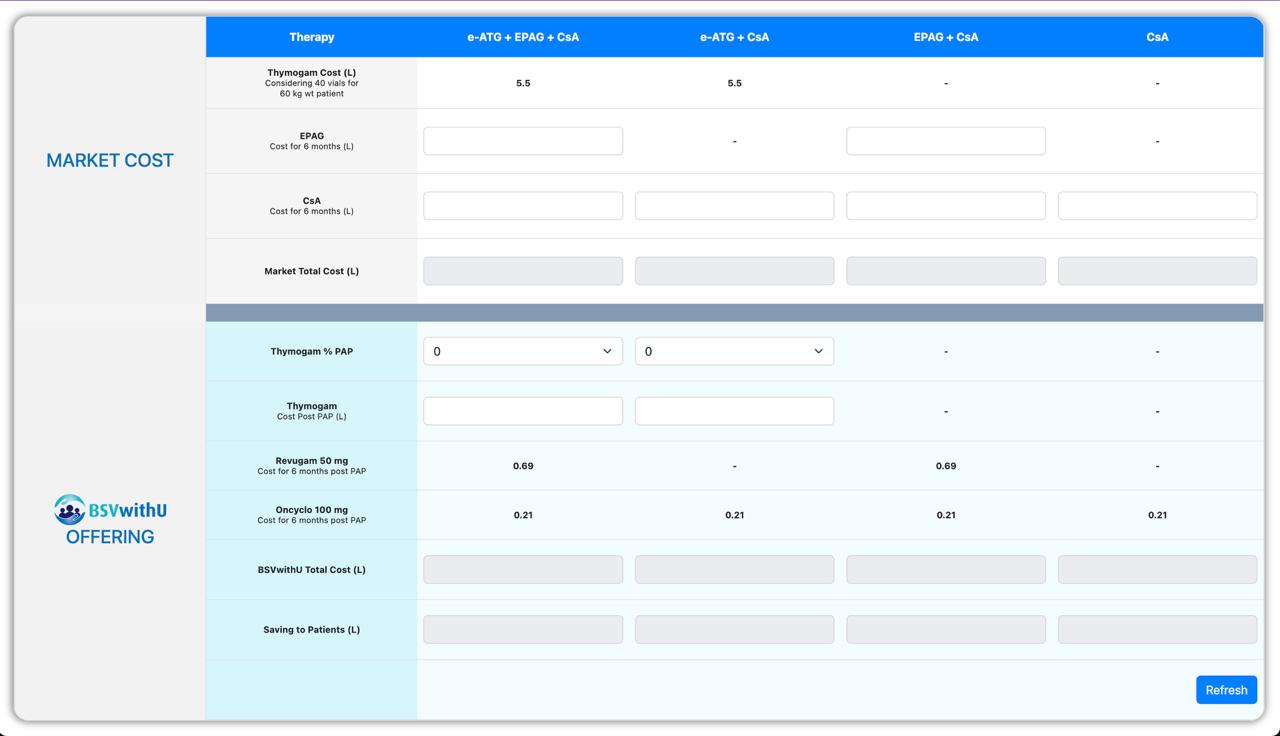 Therapy e-ATG + EPAG + CsA e-ATG + CsA EPAG + CsA CsA
MARKET COST
Thymogam Cost (L)
Considering 40 vials for
60 kg wt patient
5.5 5.5 - -
EPAG
Cost for 6 months (L)
- -
CsA
Cost for 6 months (L)
Market Total Cost (L)
BSVwithU
OFFERING
Thymogam % PAP
0 0 - -
Thymogam
Cost Post PAP (L)
- -
Revugam 50 mg
Cost for 6 months post PAP
0.69 - 0.69 -
Oncyclo 100 mg
Cost for 6 months post PAP
0.21 0.21 0.21 0.21
BSVwithU Total Cost (L)
Saving to Patients (L)
Refresh